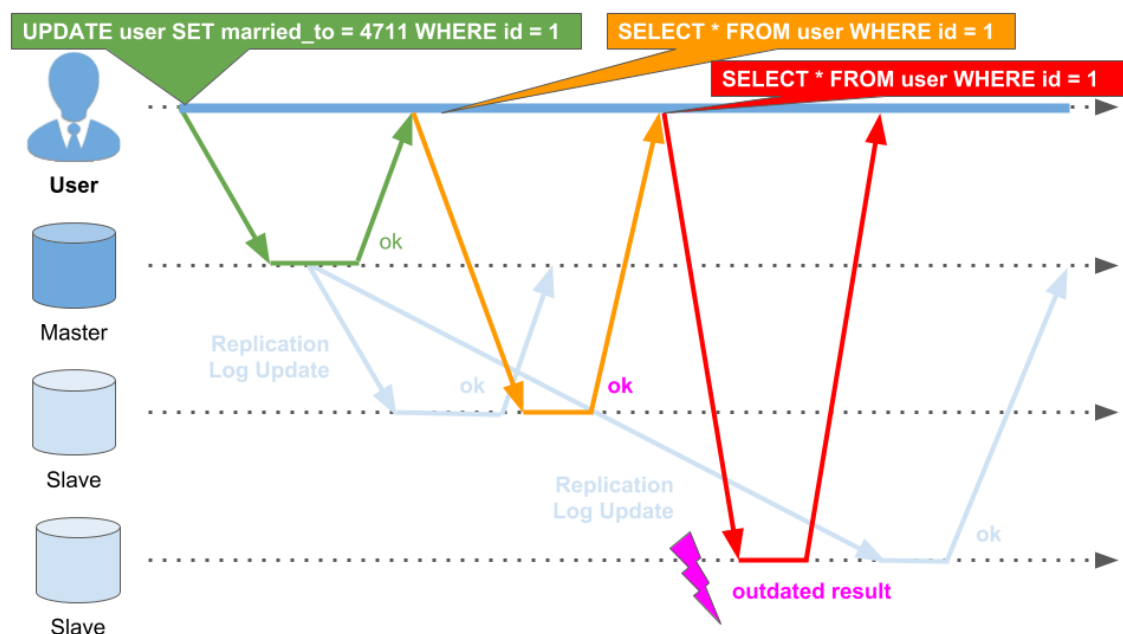 UPDATE user SET married_to = 4711 WHERE id = 1
SELECT * FROM user WHERE id = 1
SELECT * FROM user WHERE id = 1
User
ok
Master
Replication
Log Update
ok
ok
Slave
Replication
Log Update
ok
outdated result
Slave